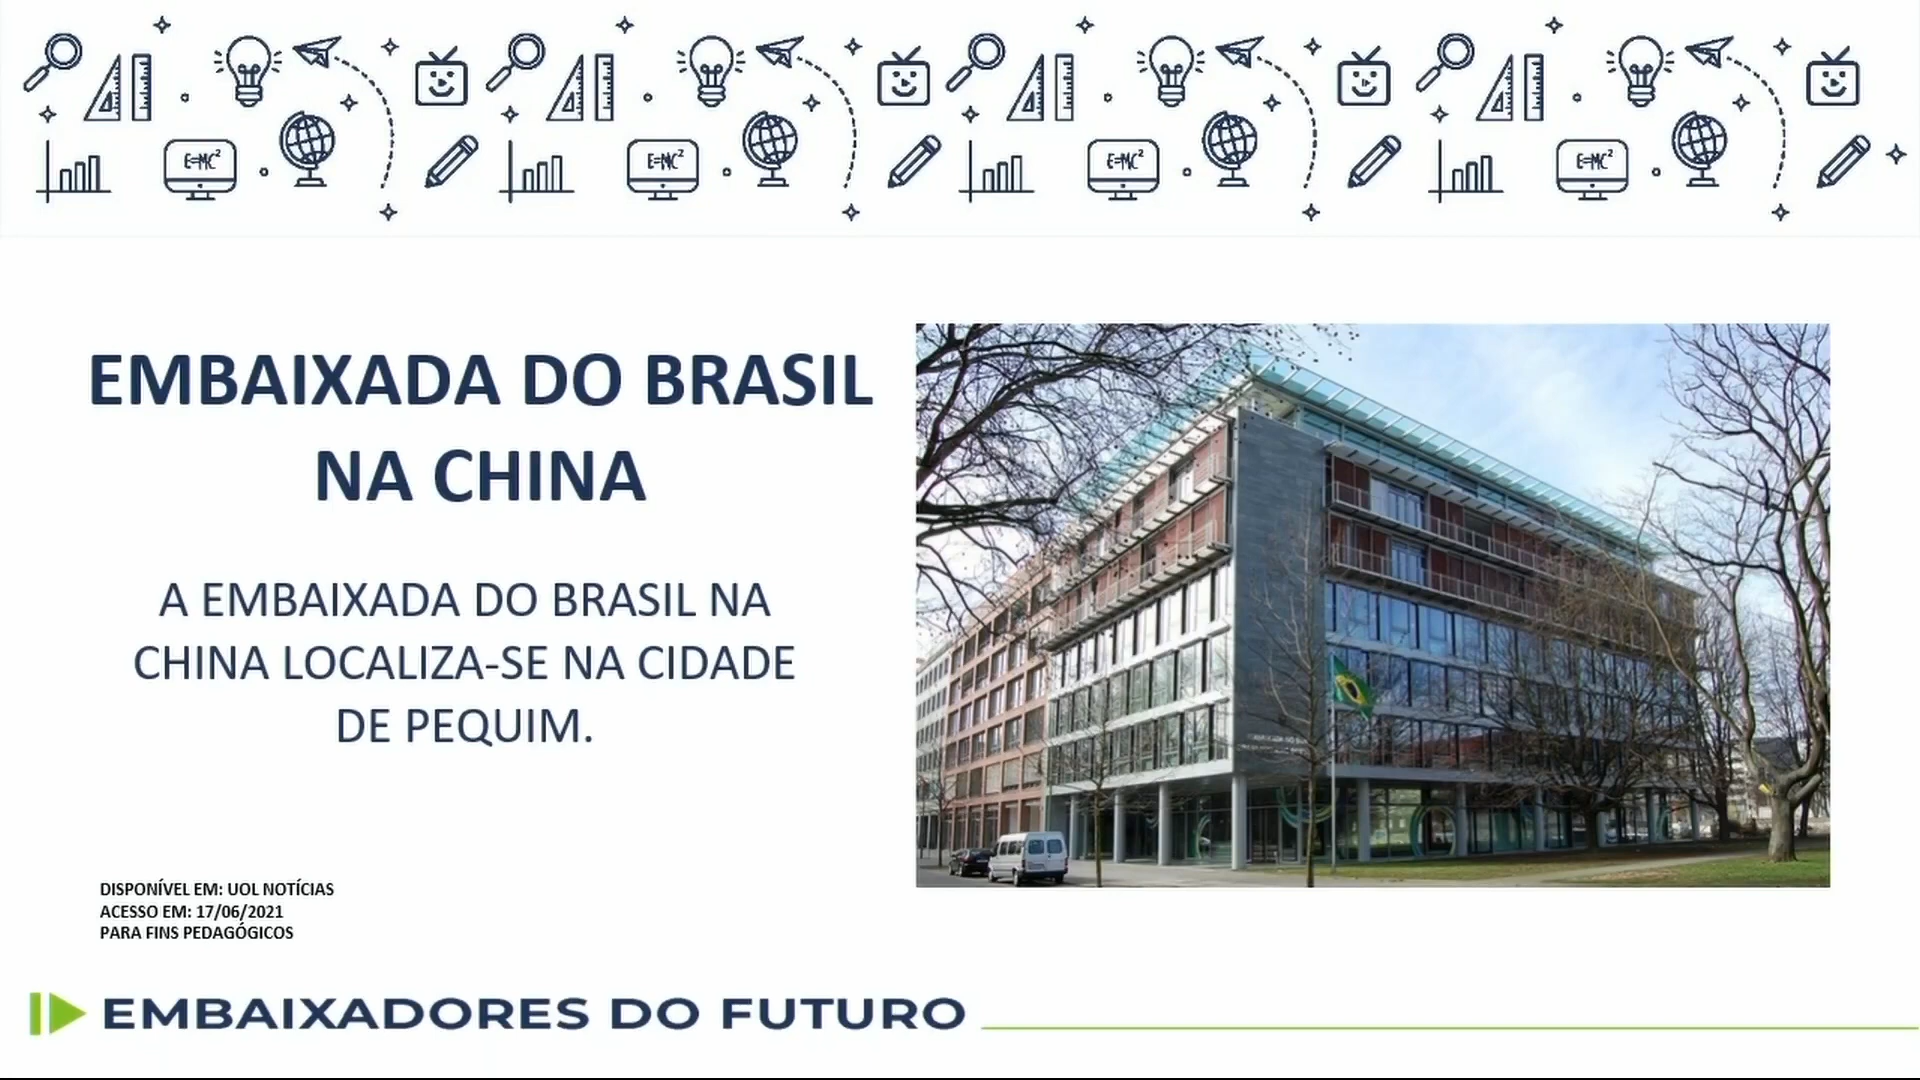 E=MC²
E=MC²
E=MC²
E=MC²
EMBAIXADA DO BRASIL
NA CHINA
A EMBAIXADA DO BRASIL NA
CHINA LOCALIZA-SE NA CIDADE
DE PEQUIM.
DISPONÍVEL EM: UOL NOTÍCIAS
ACESSO EM: 17/06/2021
PARA FINS PEDAGÓGICOS
EMBAIXADORES DO FUTURO